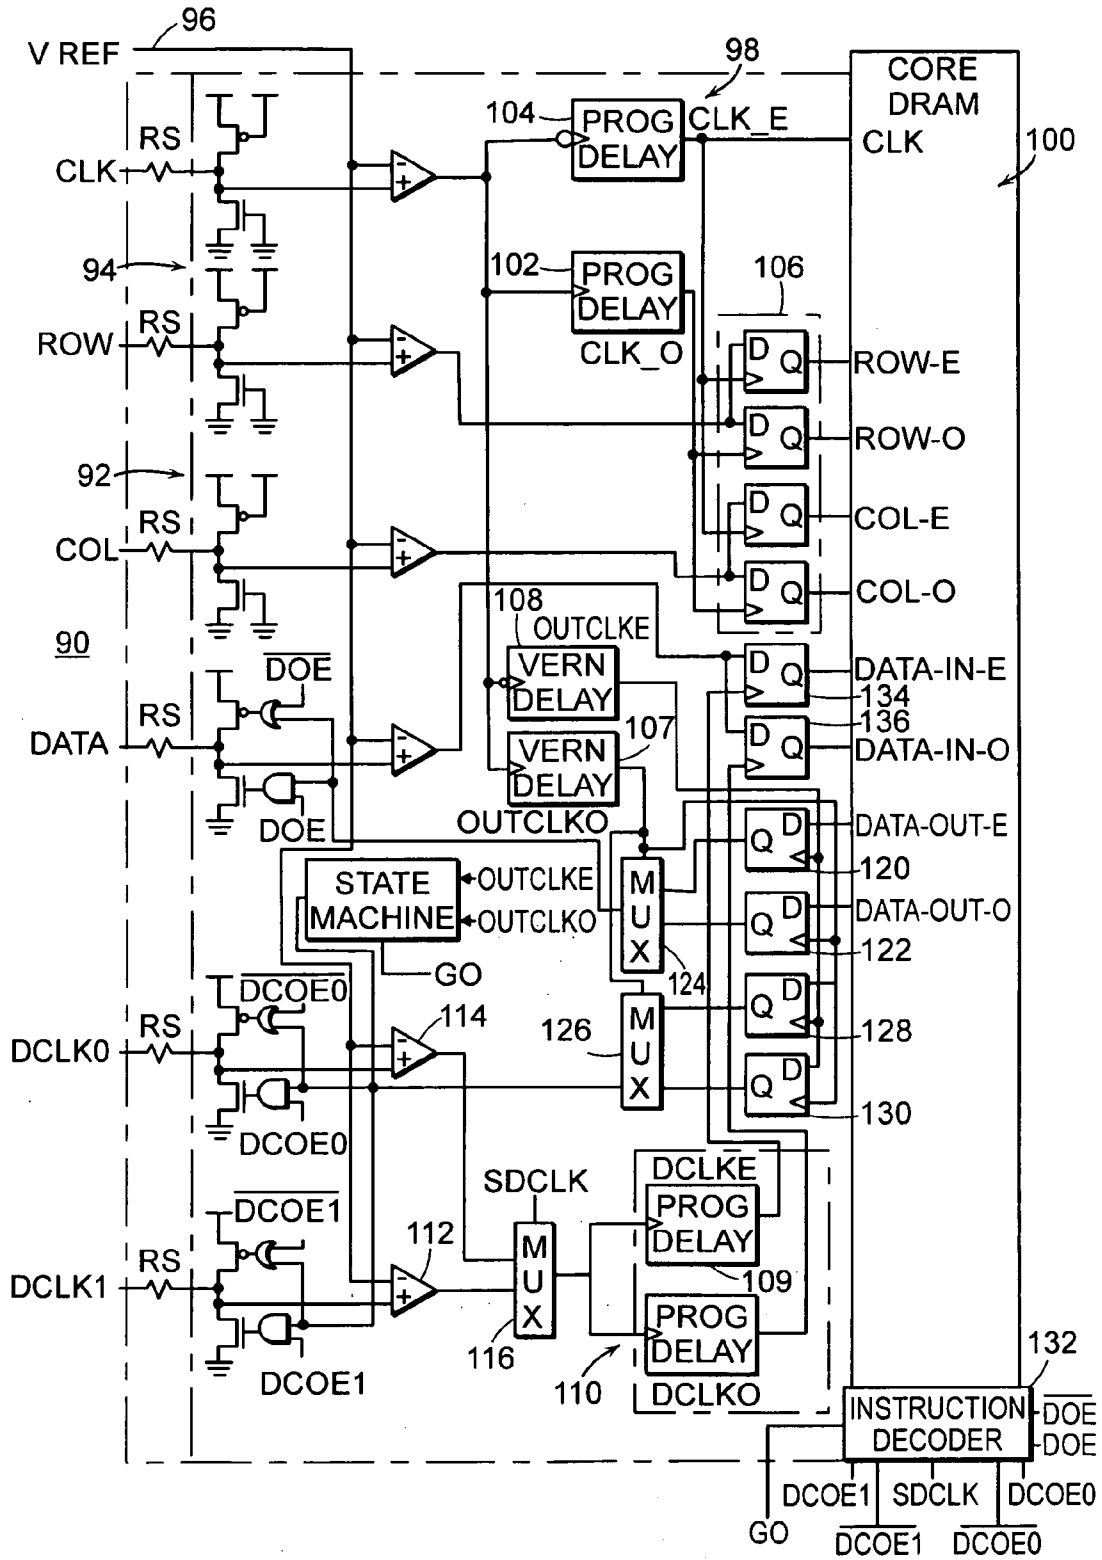 96
V REF
98
CORE
DRAM
104
PROG
DELAY
CLK_E
CLK
100
RS
CLK
94
102
PROG
DELAY
CLK_O
106
RS
ROW
D
Q
ROW-E
D
Q
ROW-O
92
RS
COL
D
Q
COL-E
D
Q
COL-O
90
108
OUTCLKE
VERN
DELAY
D
Q
DATA-IN-E
134
DOE
RS
DATA
DOE
107
VERN
DELAY
OUTCLKO
136
D
Q
DATA-IN-O
D
Q
DATA-OUT-E
120
STATE
MACHINE
OUTCLKE
OUTCLKO
GO
MUX
124
D
Q
DATA-OUT-O
122
DCOE0
RS
DCLK0
DCOE0
114
126
MUX
D
Q
128
D
Q
130
DCOE1
RS
DCLK1
DCOE1
112
SDCLK
MUX
116
DCLKE
PROG
DELAY
109
PROG
DELAY
110
DCLKO
132
INSTRUCTION
DECODER
DOE
DOE
DCOE1
SDCLK
DCOE0
GO
DCOE1
DCOE0
- +
- +
- +
- +
- +
- +